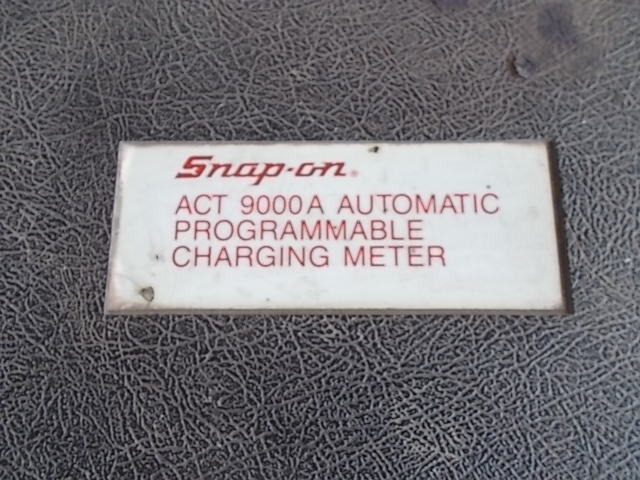 Snap-on®
ACT 9000A AUTOMATIC
PROGRAMMABLE
CHARGING METER